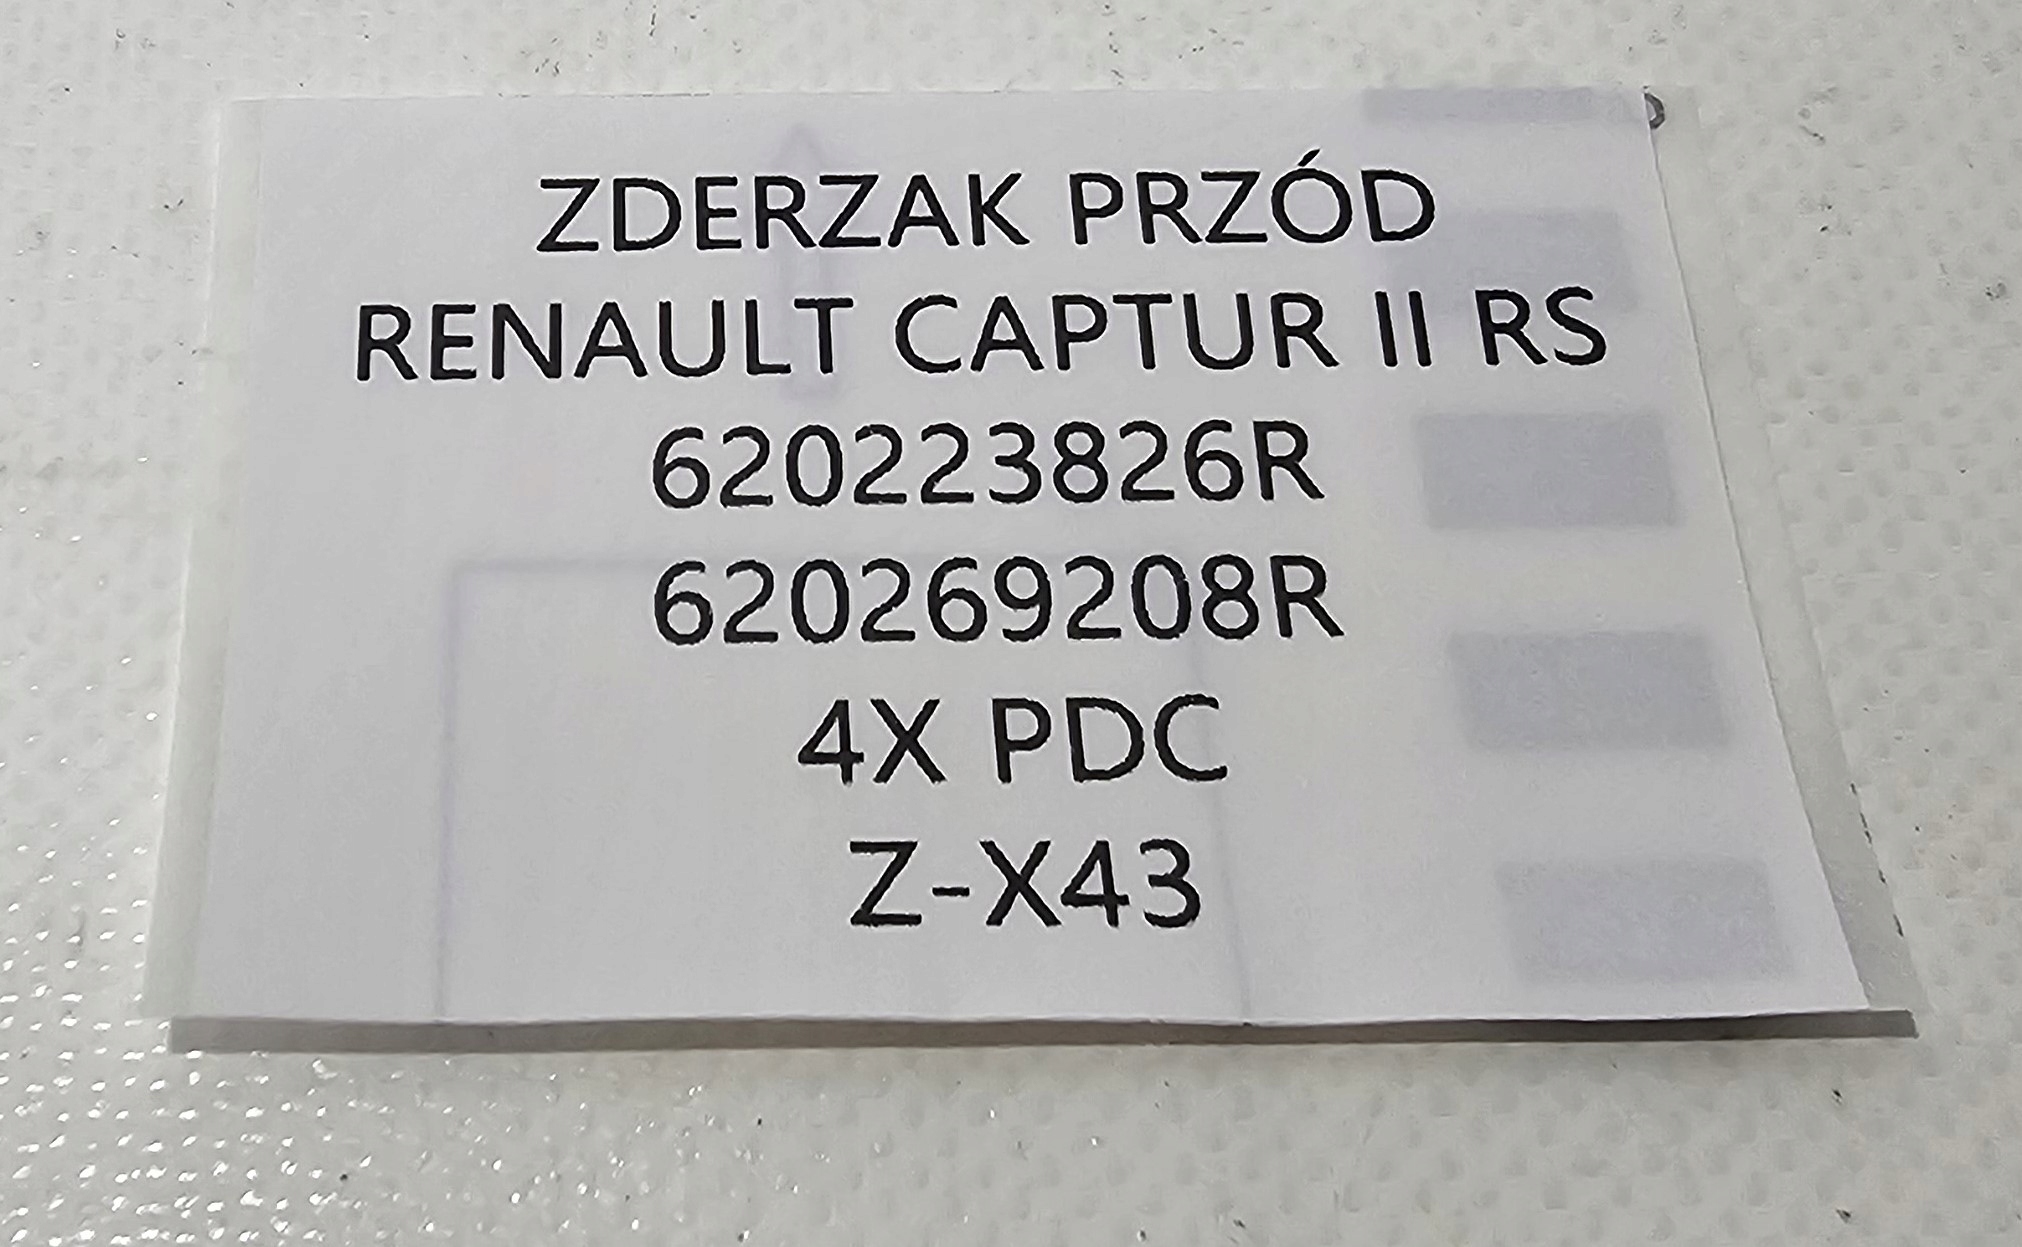 ZDERZAK PRZÓD
RENAULT CAPTUR II RS
620223826R
620269208R
4X PDC
Z-X43